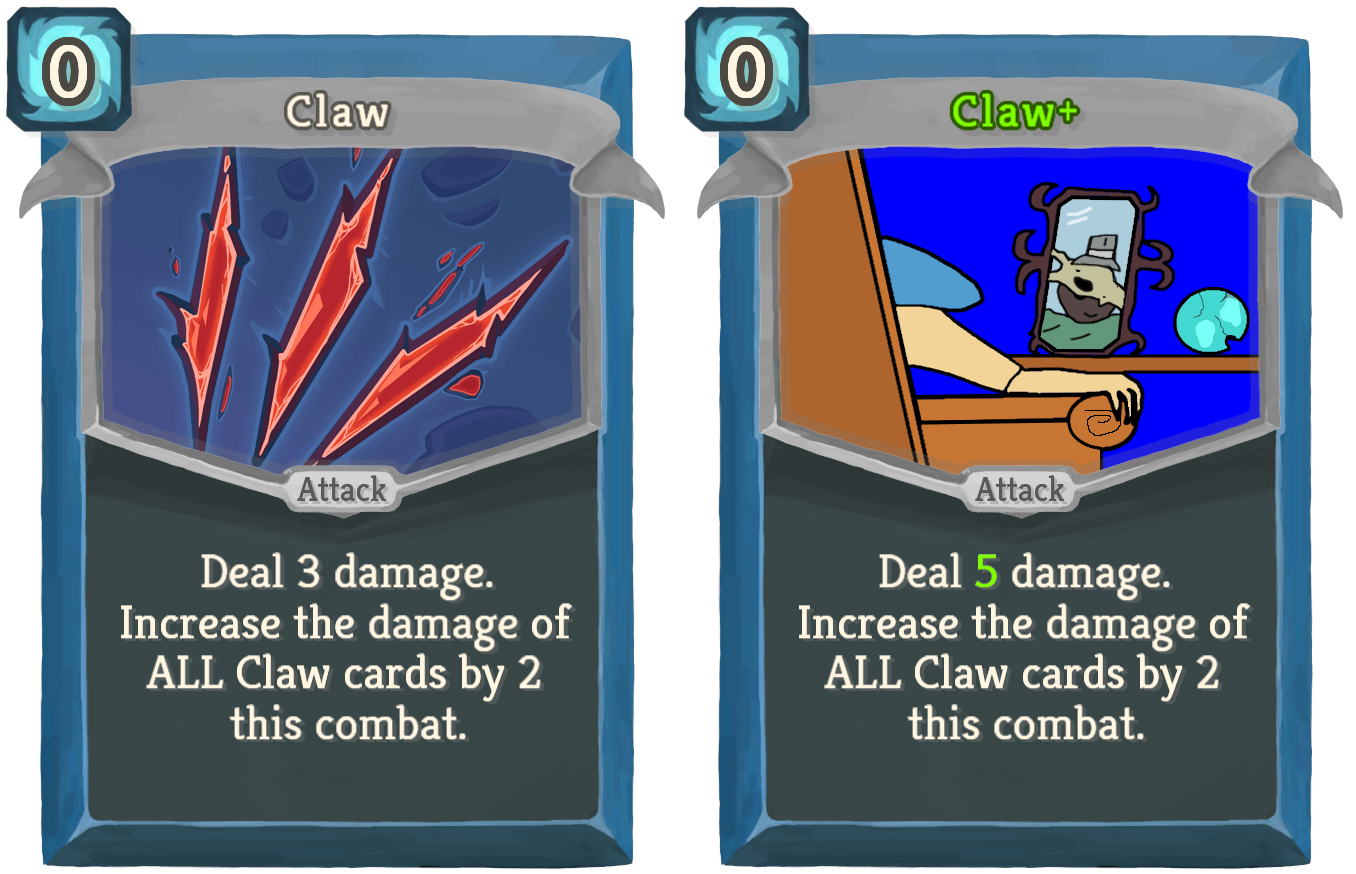 0
Claw
Attack
Deal 3 damage.
Increase the damage of
ALL Claw cards by 2
this combat.
0
Claw+
Attack
Deal 5 damage.
Increase the damage of
ALL Claw cards by 2
this combat.